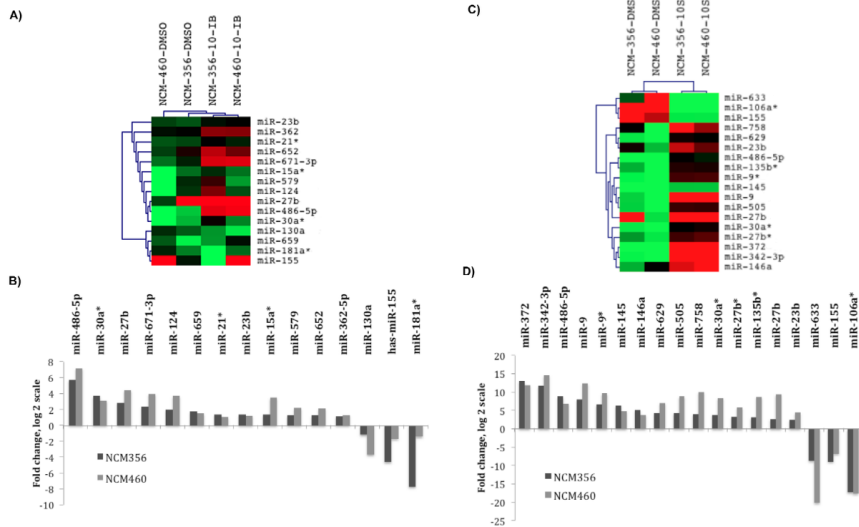 A)
NCM-460-DMSO
NCM-356-DMSO
NCM-356-10-IB
NCM-460-10-IB
miR-23b
miR-362
miR-21*
miR-652
miR-671-3p
miR-15a*
miR-579
miR-124
miR-27b
miR-486-5p
miR-30a*
miR-130a
miR-659
miR-181a*
miR-155
B)
miR-486-5p
miR-30a*
miR-27b
miR-671-3p
miR-124
miR-659
miR-21*
miR-23b
miR-15a*
miR-579
miR-652
miR-362-5p
miR-130a
has-miR-155
miR-181a*
Fold change, log 2 scale
8
6
4
2
0
-2
-4
-6
-8
-10
NCM356
NCM460
C)
NCM-356-DMS
NCM-460-DMS
NCM-356-10S
NCM-460-10S
miR-633
miR-106a*
miR-155
miR-758
miR-629
miR-23b
miR-486-5p
miR-135b*
miR-9*
miR-145
miR-9
miR-505
miR-27b
miR-30a*
miR-27b*
miR-372
miR-342-3p
miR-146a
D)
miR-372
miR-342-3p
miR-486-5p
miR-9
miR-9*
miR-145
miR-146a
miR-629
miR-505
miR-758
miR-30a*
miR-27b*
miR-135b*
miR-27b
miR-23b
miR-633
miR-155
miR-106a*
Fold change, log 2 scale
20
15
10
5
0
-5
-10
-15
-20
-25
NCM356
NCM460